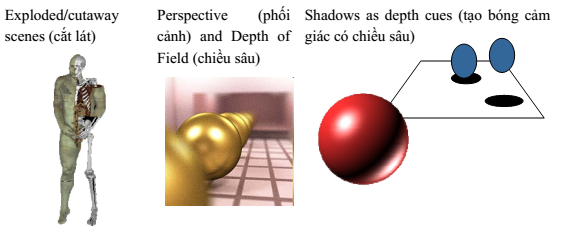 Exploded/cutaway
scenes (cắt lát)
Perspective (phối
cảnh) and Depth of
Field (chiều sâu)
Shadows as depth cues (tạo bóng cảm
giác có chiều sâu)